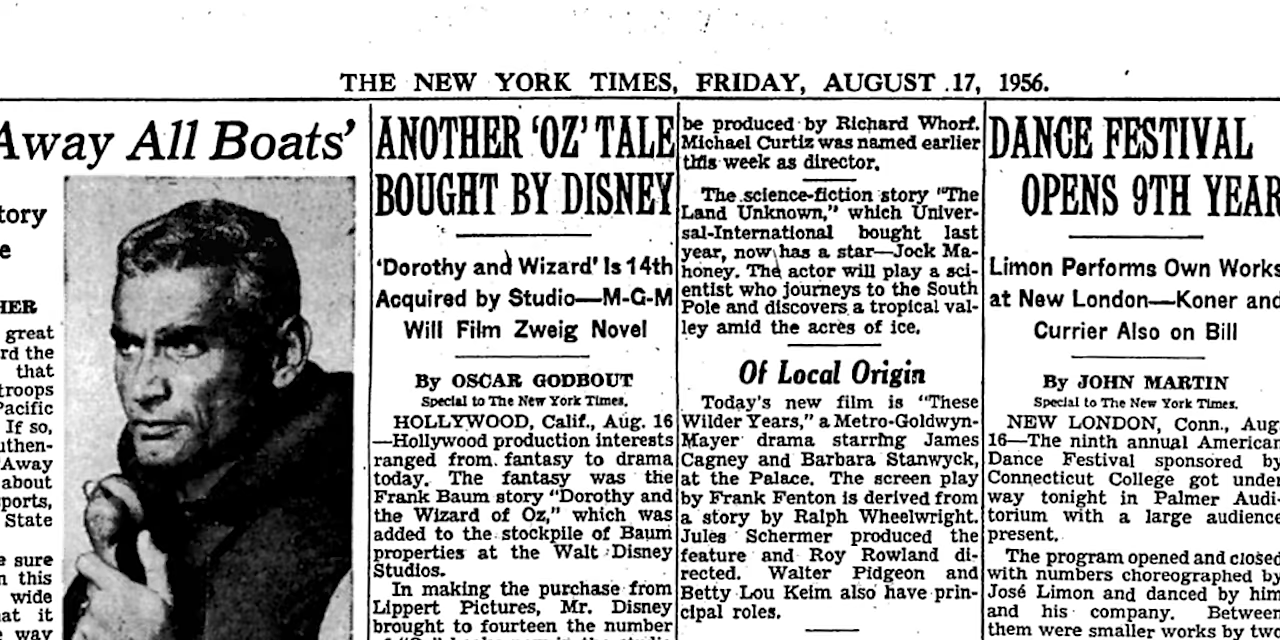 THE NEW YORK TIMES, FRIDAY, AUGUST 17, 1956.
Away All Boats'
tory
e
HER
great
rd the
that
troops
Pacific
If so,
uthen-
'Away
about
ports,
State
e sure
n this
wide
at it
e way
ANOTHER 'OZ' TALE
BOUGHT BY DISNEY
'Dorothy and Wizard' Is 14th
Acquired by Studio—M-G-M
Will Film Zweig Novel
By OSCAR GODBOUT
Special to The New York Times.
HOLLYWOOD, Calif., Aug. 16
—Hollywood production interests
ranged from fantasy to drama
today. The fantasy was the
Frank Baum story "Dorothy and
the Wizard of Oz," which was
added to the stockpile of Baum
properties at the Walt Disney
Studios.
In making the purchase from
Lippert Pictures, Mr. Disney
brought to fourteen the number
be produced by Richard Whorf.
Michael Curtiz was named earlier
this week as director.
The science-fiction story "The
Land Unknown," which Univer-
sal-International bought last
year, now has a star—Jock Ma-
honey. The actor will play a sci-
entist who journeys to the South
Pole and discovers a tropical val-
ley amid the acres of ice.
Of Local Origin
Today's new film is "These
Wilder Years," a Metro-Goldwyn-
Mayer drama starring James
Cagney and Barbara Stanwyck,
at the Palace. The screen play
by Frank Fenton is derived from
a story by Ralph Wheelwright.
Jules Schermer produced the
feature and Roy Rowland di-
rected. Walter Pidgeon and
Betty Lou Keim also have prin-
cipal roles.
DANCE FESTIVAL
OPENS 9TH YEAR
Limon Performs Own Works
at New London—Koner and
Currier Also on Bill
By JOHN MARTIN
Special to The New York Times.
NEW LONDON, Conn., Aug.
16—The ninth annual American
Dance Festival sponsored by
Connecticut College got under
way tonight in Palmer Audi-
torium with a large audience
present.
The program opened and closed
with numbers choreographed by
José Limon and danced by him
and his company. Between
them were smaller works by two